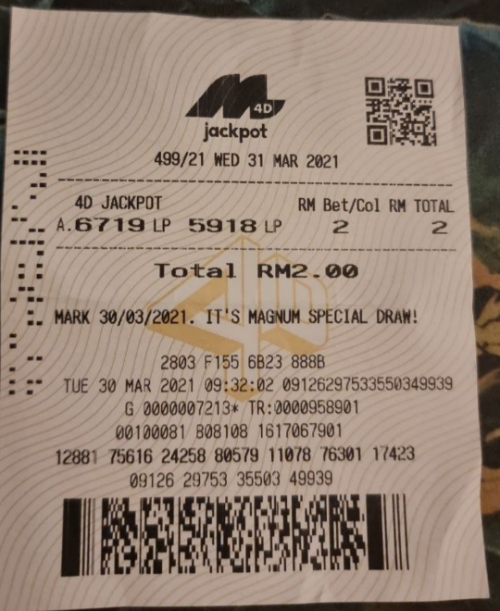 M 4D
jackpot
499/21 WED 31 MAR 2021
4D JACKPOT RM Bet/Col RM TOTAL
A.6719 LP 5918 LP 2 2
Total RM2.00
MARK 30/03/2021. IT'S MAGNUM SPECIAL DRAW!
2803 F155 6B23 888B
TUE 30 MAR 2021 09:32:02 09126297533550349939
G 0000007213* TR:0000958901
00100081 B08108 1617067901
12881 75616 24258 80579 11078 76301 17423
09126 29753 35503 49939